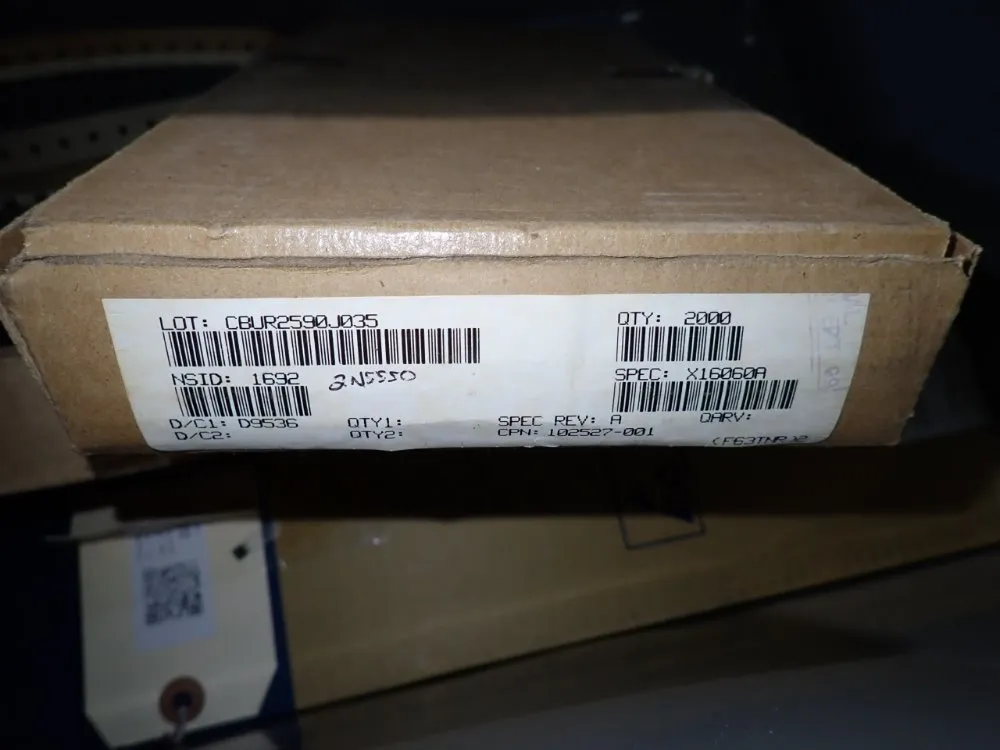 LOT: CBUR2590J035
QTY: 2000
NSID: 1692 2N5550
SPEC: X16060A
D/C1: D9536 QTY1: SPEC REV: A QARV:
D/C2: QTY2: CPN: 102527-001